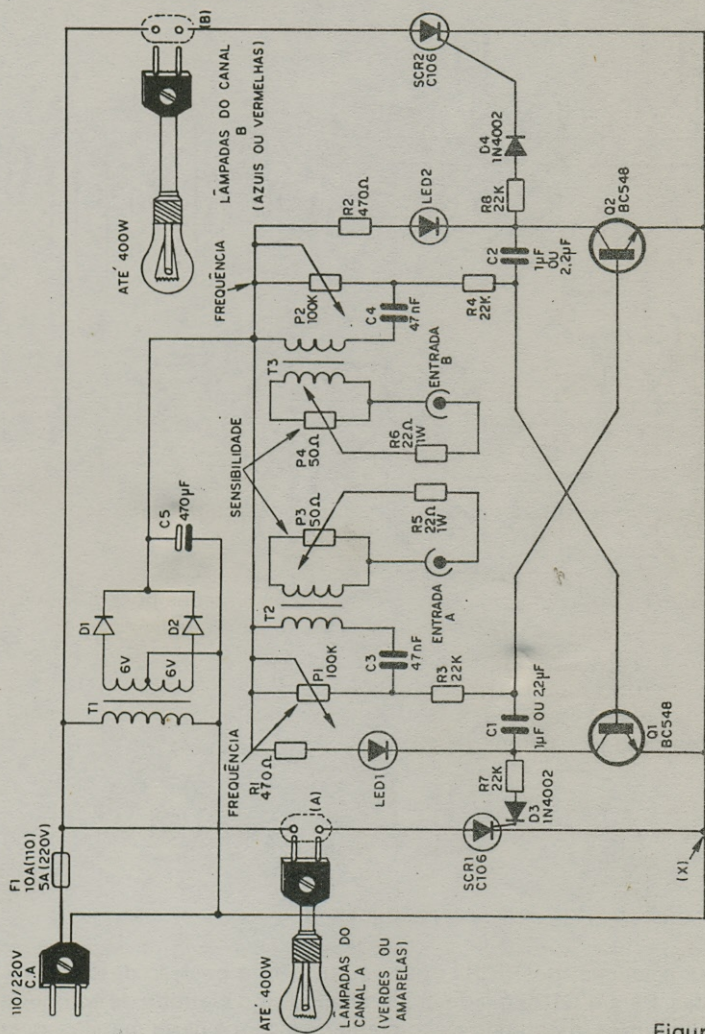 110/220V
C.A
F1
10A(110)
5A(220V)
T1
6V
6V
D1
D2
C5
470µF
ATÉ 400W
LÂMPADAS DO CANAL
B
(AZUIS OU VERMELHAS)
(B)
ATÉ 400W
LÂMPADAS DO
CANAL A
(VERDES OU
AMARELAS)
(A)
FREQUÊNCIA
R1
470Ω
P1
100K
T2
SENSIBILIDADE
P3
50Ω
P4
50Ω
T3
P2
100K
FREQUÊNCIA
R2
470Ω
LED1
C3
47nF
R3
22K
ENTRADA
A
R5
22Ω
1W
R6
22Ω
1W
ENTRADA
B
C4
47nF
R4
22K
LED2
SCR1
C106
D3
1N4002
R7
22K
C1
1µF OU 2,2µF
C2
1µF
OU
2,2µF
R8
22K
D4
1N4002
SCR2
C106
(X)
Q1
BC548
Q2
BC548
Figur